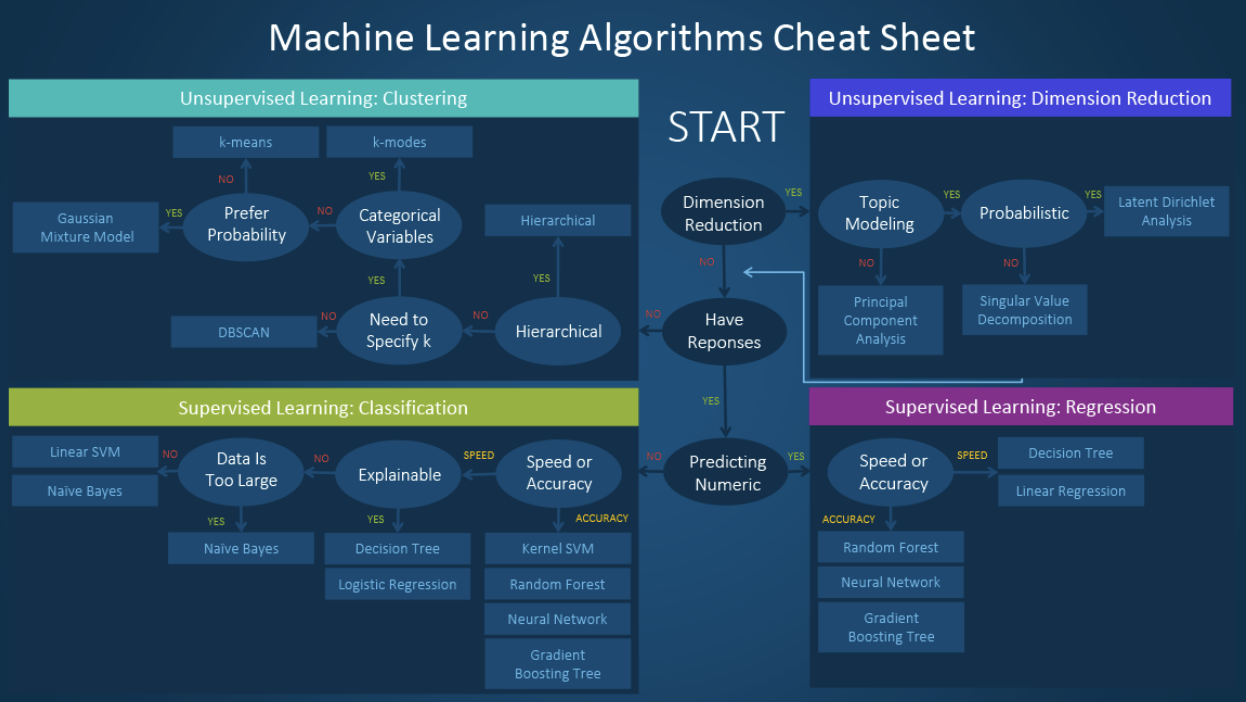 Machine Learning Algorithms Cheat Sheet
Unsupervised Learning: Clustering
k-means
k-modes
NO
YES
Gaussian
Mixture Model
YES
Prefer
Probability
NO
Categorical
Variables
Hierarchical
YES
YES
DBSCAN
NO
Need to
Specify k
NO
Hierarchical
START
Dimension
Reduction
YES
NO
NO
Have
Reponses
YES
NO
Predicting
Numeric
YES
Unsupervised Learning: Dimension Reduction
Topic
Modeling
YES
Probabilistic
YES
Latent Dirichlet
Analysis
NO
NO
Principal
Component
Analysis
Singular Value
Decomposition
Supervised Learning: Classification
Linear SVM
Naïve Bayes
NO
Data Is
Too Large
NO
Explainable
SPEED
Speed or
Accuracy
YES
YES
ACCURACY
Naïve Bayes
Decision Tree
Logistic Regression
Kernel SVM
Random Forest
Neural Network
Gradient
Boosting Tree
Supervised Learning: Regression
Speed or
Accuracy
SPEED
Decision Tree
Linear Regression
ACCURACY
Random Forest
Neural Network
Gradient
Boosting Tree